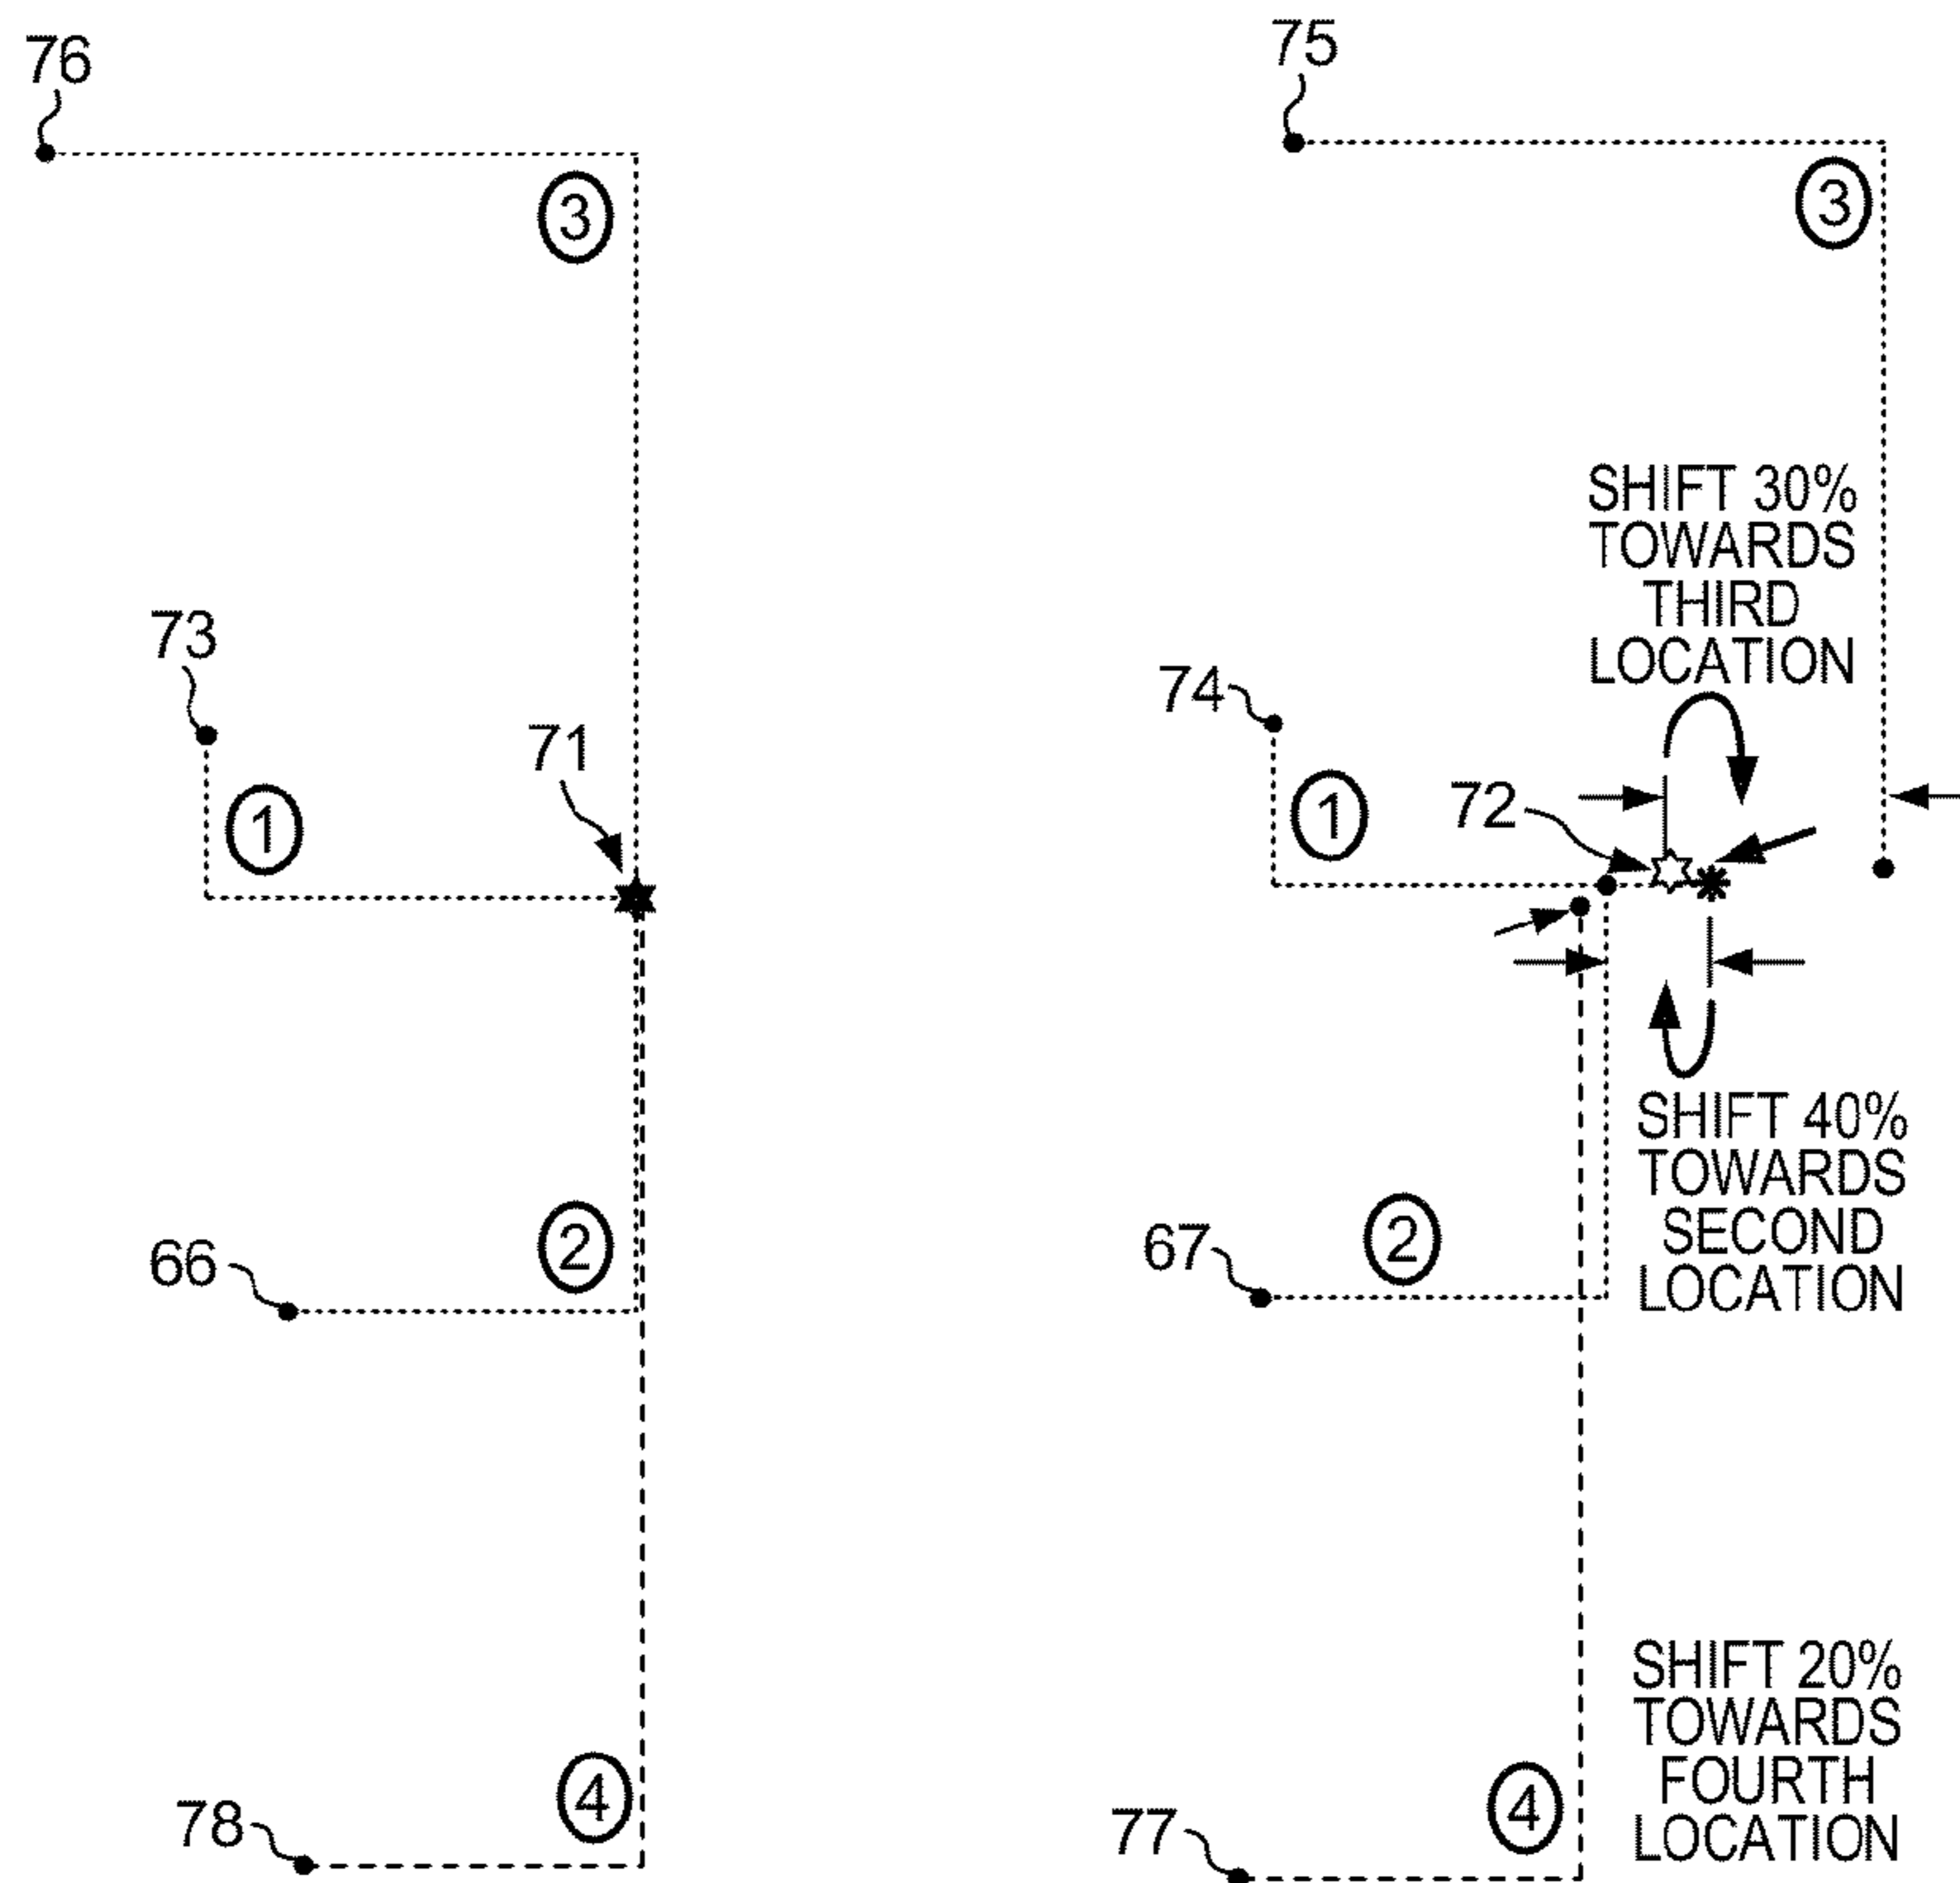 76
75
3
3
SHIFT 30%
TOWARDS
THIRD
LOCATION
73
74
71
72
1
1
SHIFT 40%
TOWARDS
SECOND
LOCATION
66
2
67
2
SHIFT 20%
TOWARDS
FOURTH
LOCATION
78
4
77
4